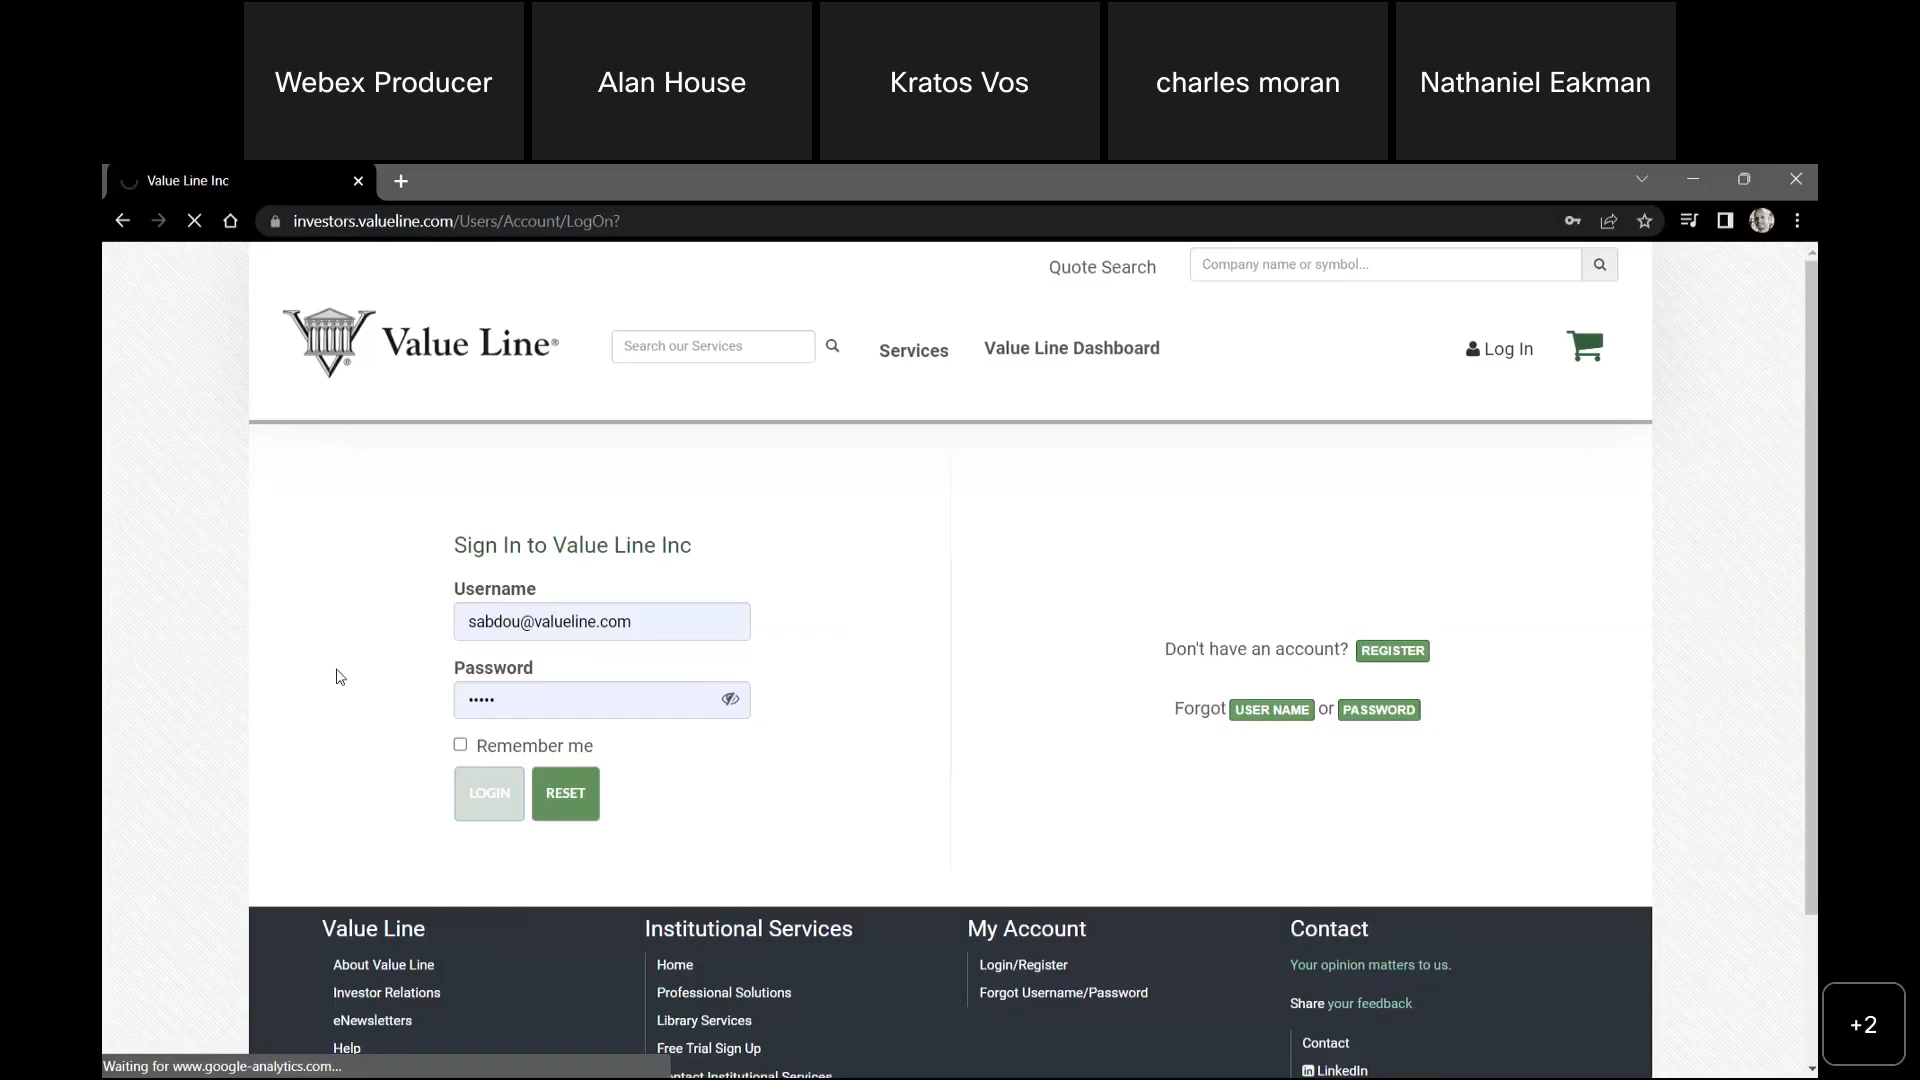 Webex Producer
Alan House
Kratos Vos
charles moran
Nathaniel Eakman
Value Line Inc
investors.valueline.com/Users/Account/LogOn?
Quote Search
Company name or symbol...
Value Line®
Search our Services
Services
Value Line Dashboard
Log In
Sign In to Value Line Inc
Username
sabdou@valueline.com
Password
•••••
Remember me
LOGIN
RESET
Don't have an account? REGISTER
Forgot USER NAME or PASSWORD
Value Line
About Value Line
Investor Relations
eNewsletters
Help
Institutional Services
Home
Professional Solutions
Library Services
Free Trial Sign Up
Contact Institutional Services
My Account
Login/Register
Forgot Username/Password
Contact
Your opinion matters to us.
Share your feedback
Contact
LinkedIn
Waiting for www.google-analytics.com...
+2